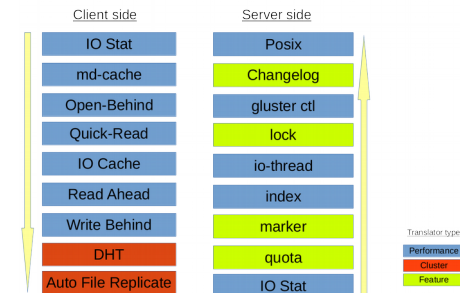 Client side
IO Stat
md-cache
Open-Behind
Quick-Read
IO Cache
Read Ahead
Write Behind
DHT
Auto File Replicate
Server side
Posix
Changelog
gluster ctl
lock
io-thread
index
marker
quota
IO Stat
Translator type
Performance
Cluster
Feature